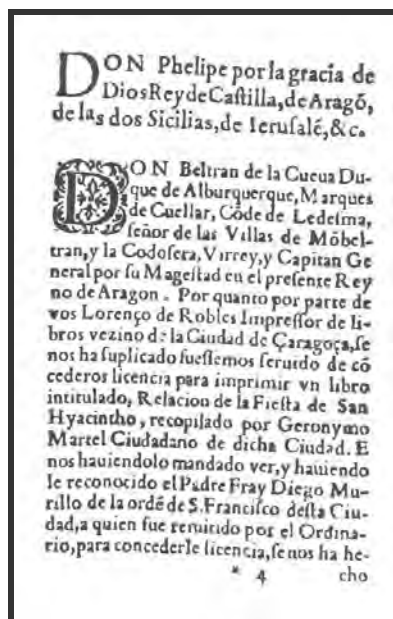 DON Phelipe por la gracia de
Dios Rey de Caſtilla, de Aragõ,
de las dos Sicilias, de Ieruſalé, &c.
DON Beltran de la Cueua Du-
que de Alburquerque, Marques
de Cuellar, Cõde de Ledeſma,
ſeñor de las Villas de Mõbel-
tran, y la Codoſera, Virrey, y Capitan Ge
neral por ſu Mageſtad en el preſente Rey
no de Aragon. Por quanto por parte de
vos Lorenço de Robles Impreſſor de li-
bros vezino de la Ciudad de Çaragoça, ſe
nos ha ſuplicado fueſſemos ſeruido de cõ
cederos licencia para imprimir vn libro
intitulado, Relacion de la Fieſta de San
Hyacintho, recopilado por Geronymo
Martel Ciudadano de dicha Ciudad. E
nos hauiendolo mandado ver, y hauiendo
le reconocido el Padre Fray Diego Mu-
rillo de la ordé de S. Franciſco deſta Ciu-
dad, a quien fue remitido por el Ordina-
rio, para concederle licencia, ſe nos ha he-
* 4 cho